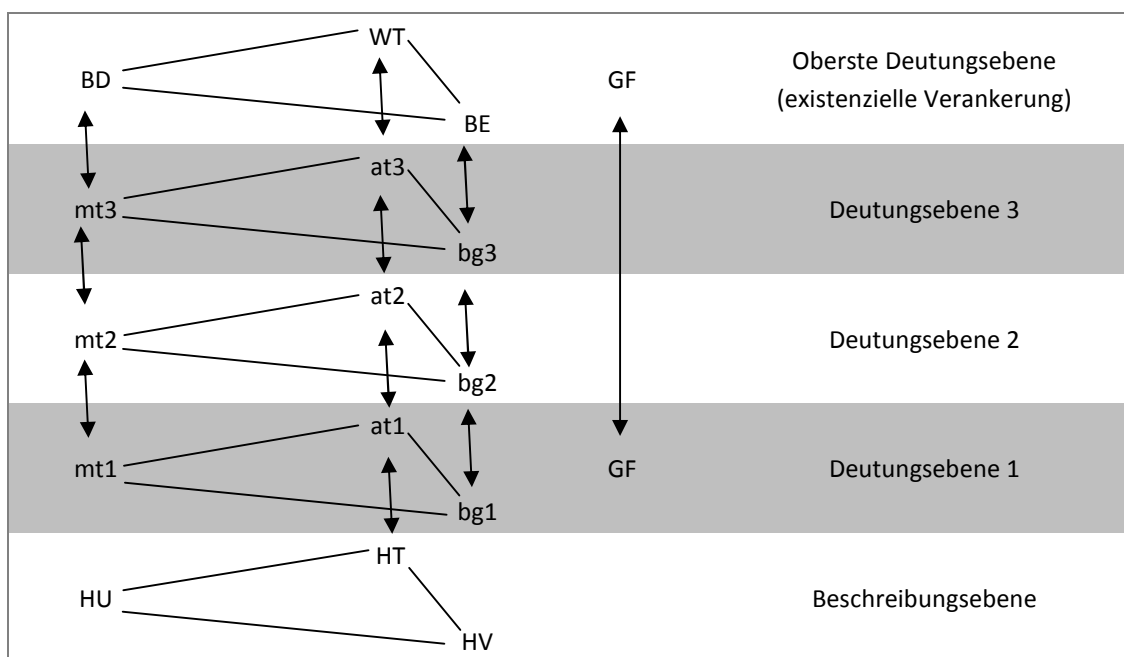 WT
BD
GF
Oberste Deutungsebene
(existenzielle Verankerung)
BE
at3
mt3
Deutungsebene 3
bg3
at2
mt2
Deutungsebene 2
bg2
at1
mt1
GF
Deutungsebene 1
bg1
HT
HU
Beschreibungsebene
HV